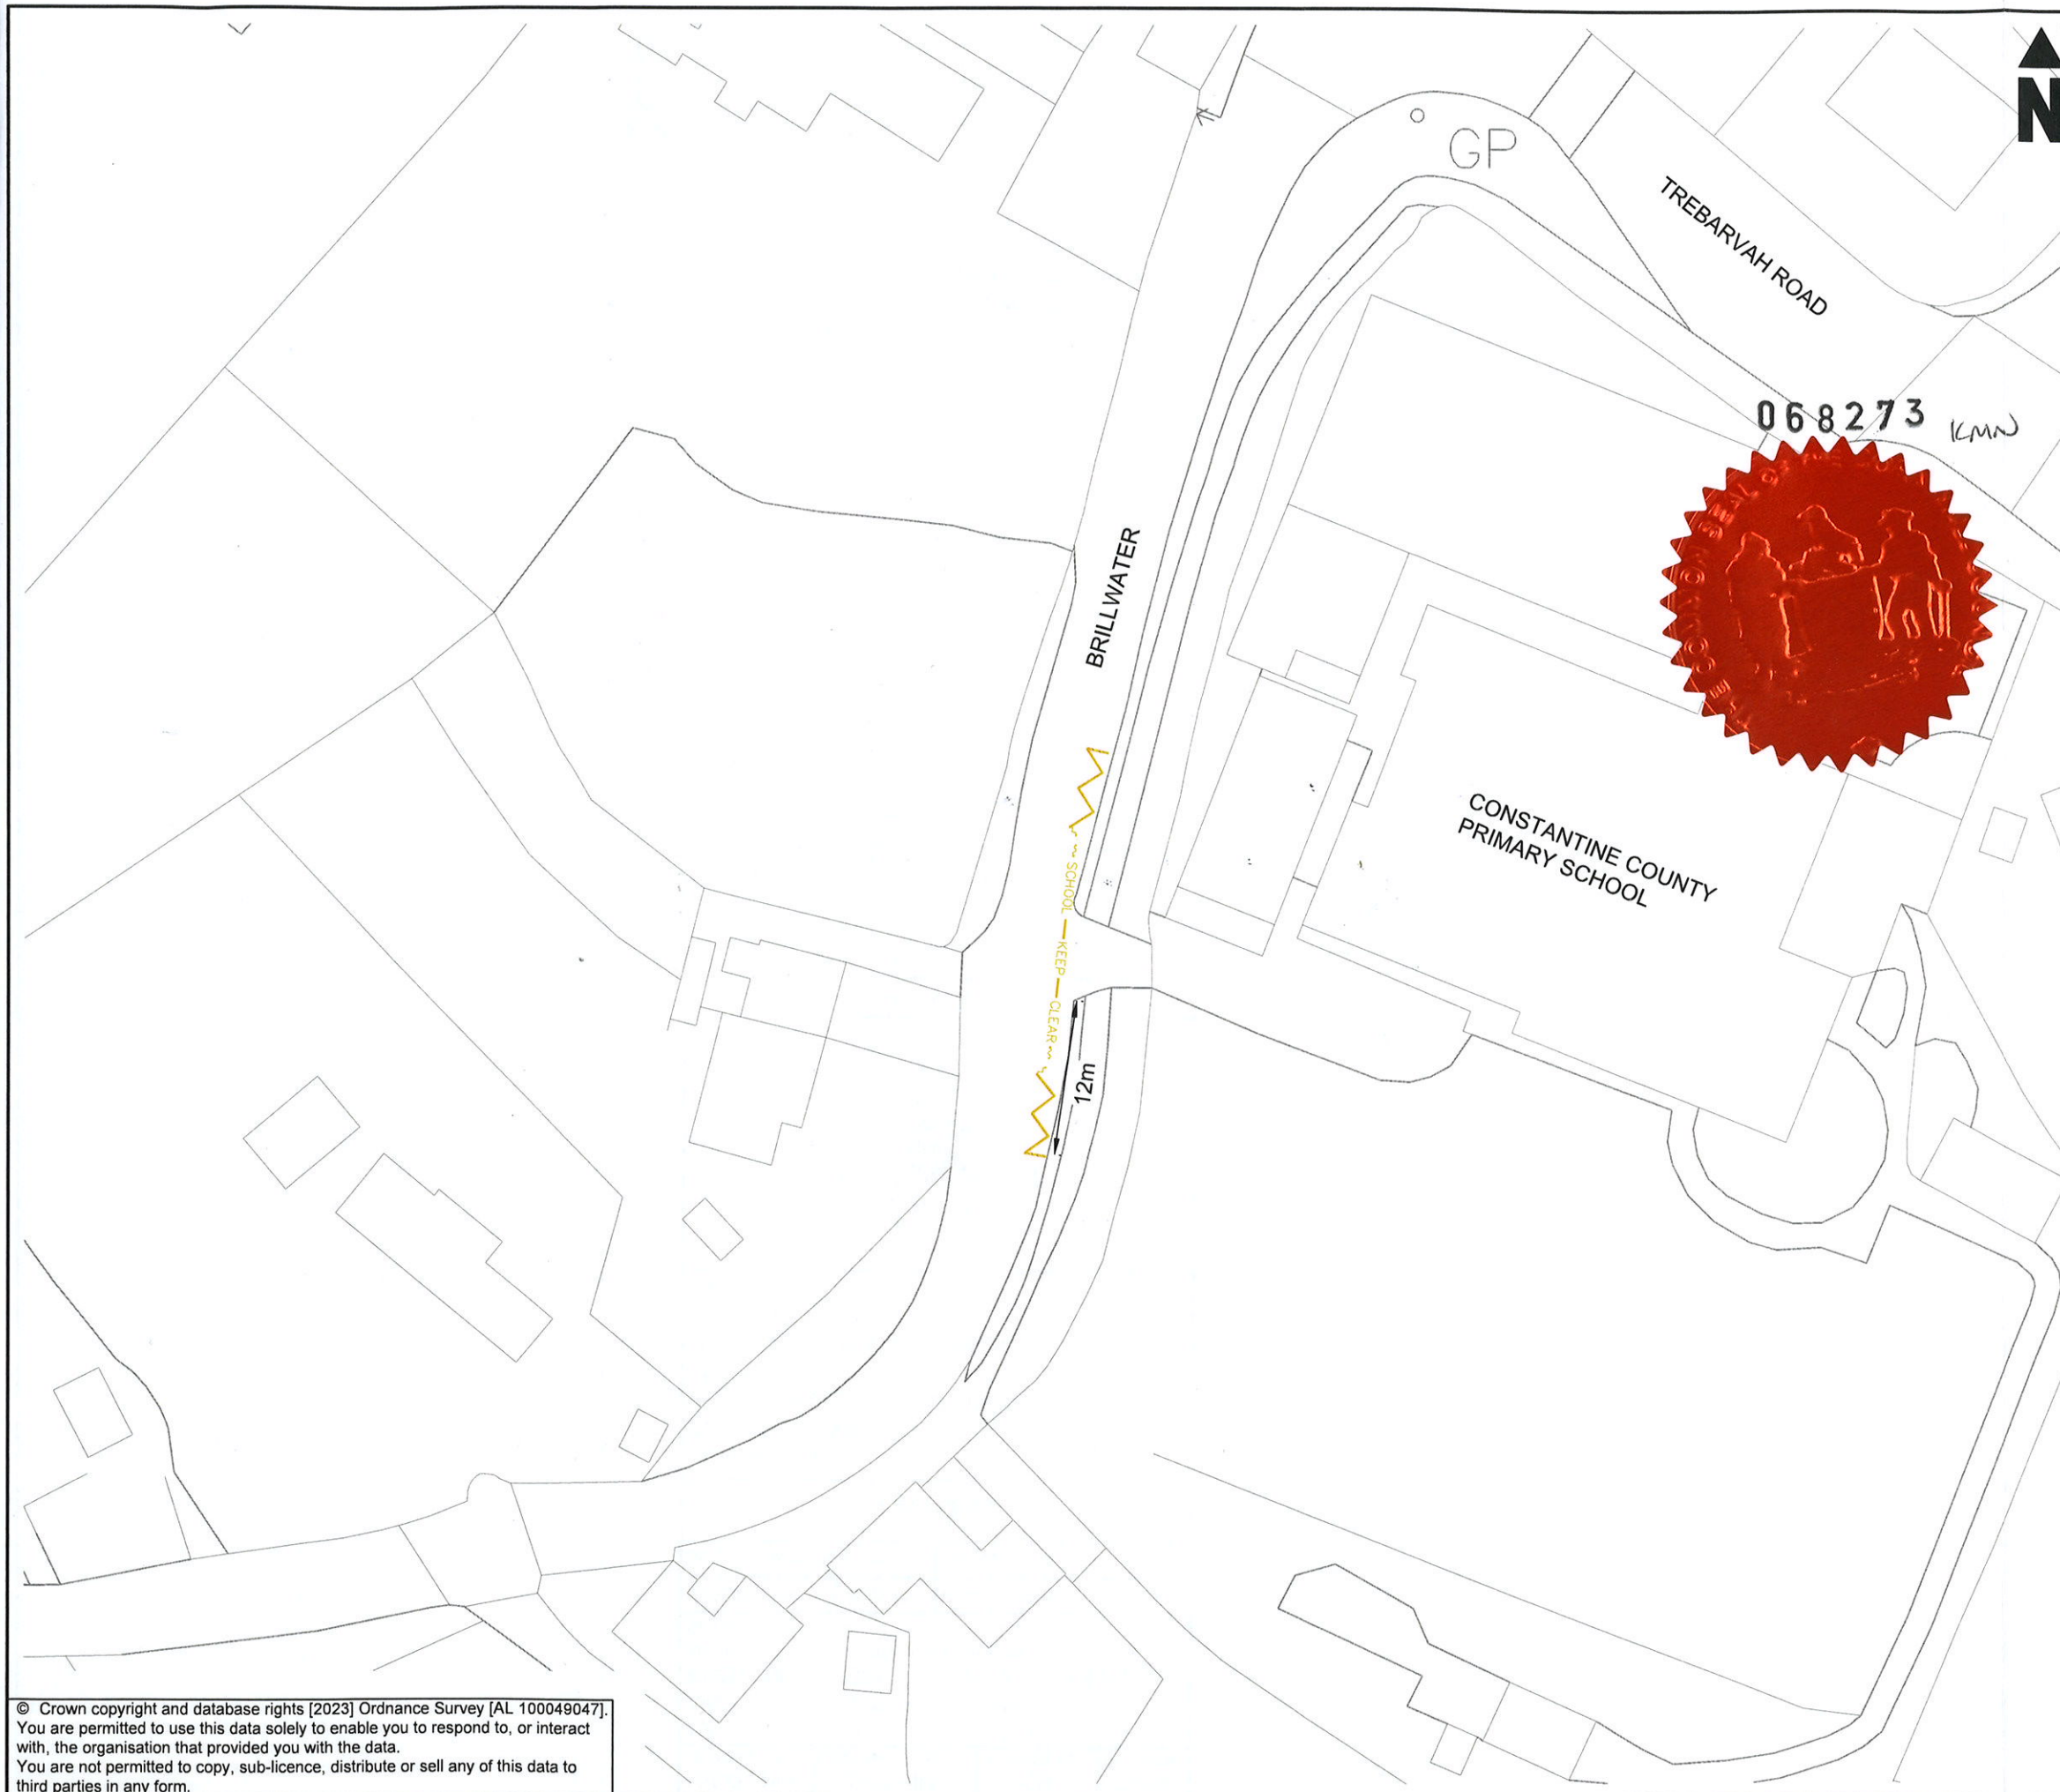 N
GP
TREBARVAH ROAD
068273 KMN
COMMON SEAL O
BRILLWATER
CONSTANTINE COUNTY
PRIMARY SCHOOL
SCHOOL KEEP CLEAR
12m
© Crown copyright and database rights [2023] Ordnance Survey [AL 100049047].
You are permitted to use this data solely to enable you to respond to, or interact
with, the organisation that provided you with the data.
You are not permitted to copy, sub-licence, distribute or sell any of this data to
third parties in any form.